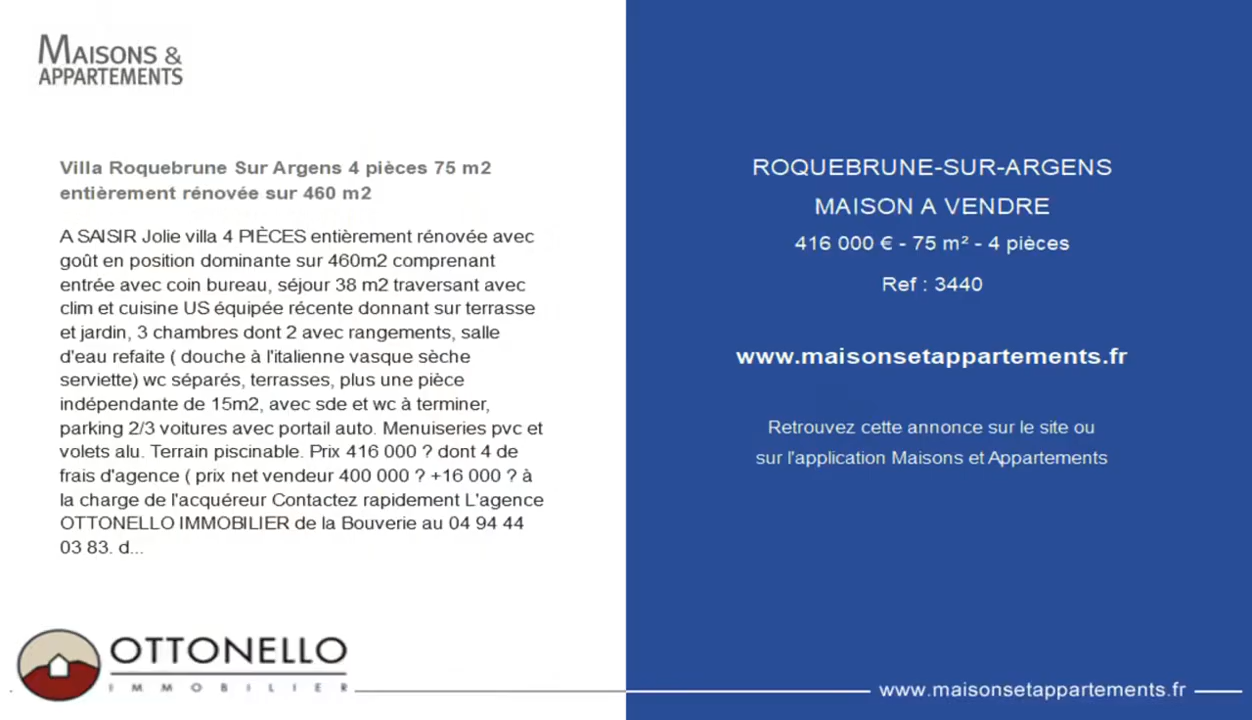 MAISONS &
APPARTEMENTS
Villa Roquebrune Sur Argens 4 pièces 75 m2
entièrement rénovée sur 460 m2
A SAISIR Jolie villa 4 PIÈCES entièrement rénovée avec
goût en position dominante sur 460m2 comprenant
entrée avec coin bureau, séjour 38 m2 traversant avec
clim et cuisine US équipée récente donnant sur terrasse
et jardin, 3 chambres dont 2 avec rangements, salle
d'eau refaite ( douche à l'italienne vasque sèche
serviette) wc séparés, terrasses, plus une pièce
indépendante de 15m2, avec sde et wc à terminer,
parking 2/3 voitures avec portail auto. Menuiseries pvc et
volets alu. Terrain piscinable. Prix 416 000 ? dont 4 de
frais d'agence ( prix net vendeur 400 000 ? +16 000 ? à
la charge de l'acquéreur Contactez rapidement L'agence
OTTONELLO IMMOBILIER de la Bouverie au 04 94 44
03 83. d...
OTTONELLO
IMMOBILIER
ROQUEBRUNE-SUR-ARGENS
MAISON A VENDRE
416 000 € - 75 m² - 4 pièces
Ref : 3440
www.maisonsetappartements.fr
Retrouvez cette annonce sur le site ou
sur l'application Maisons et Appartements
www.maisonsetappartements.fr